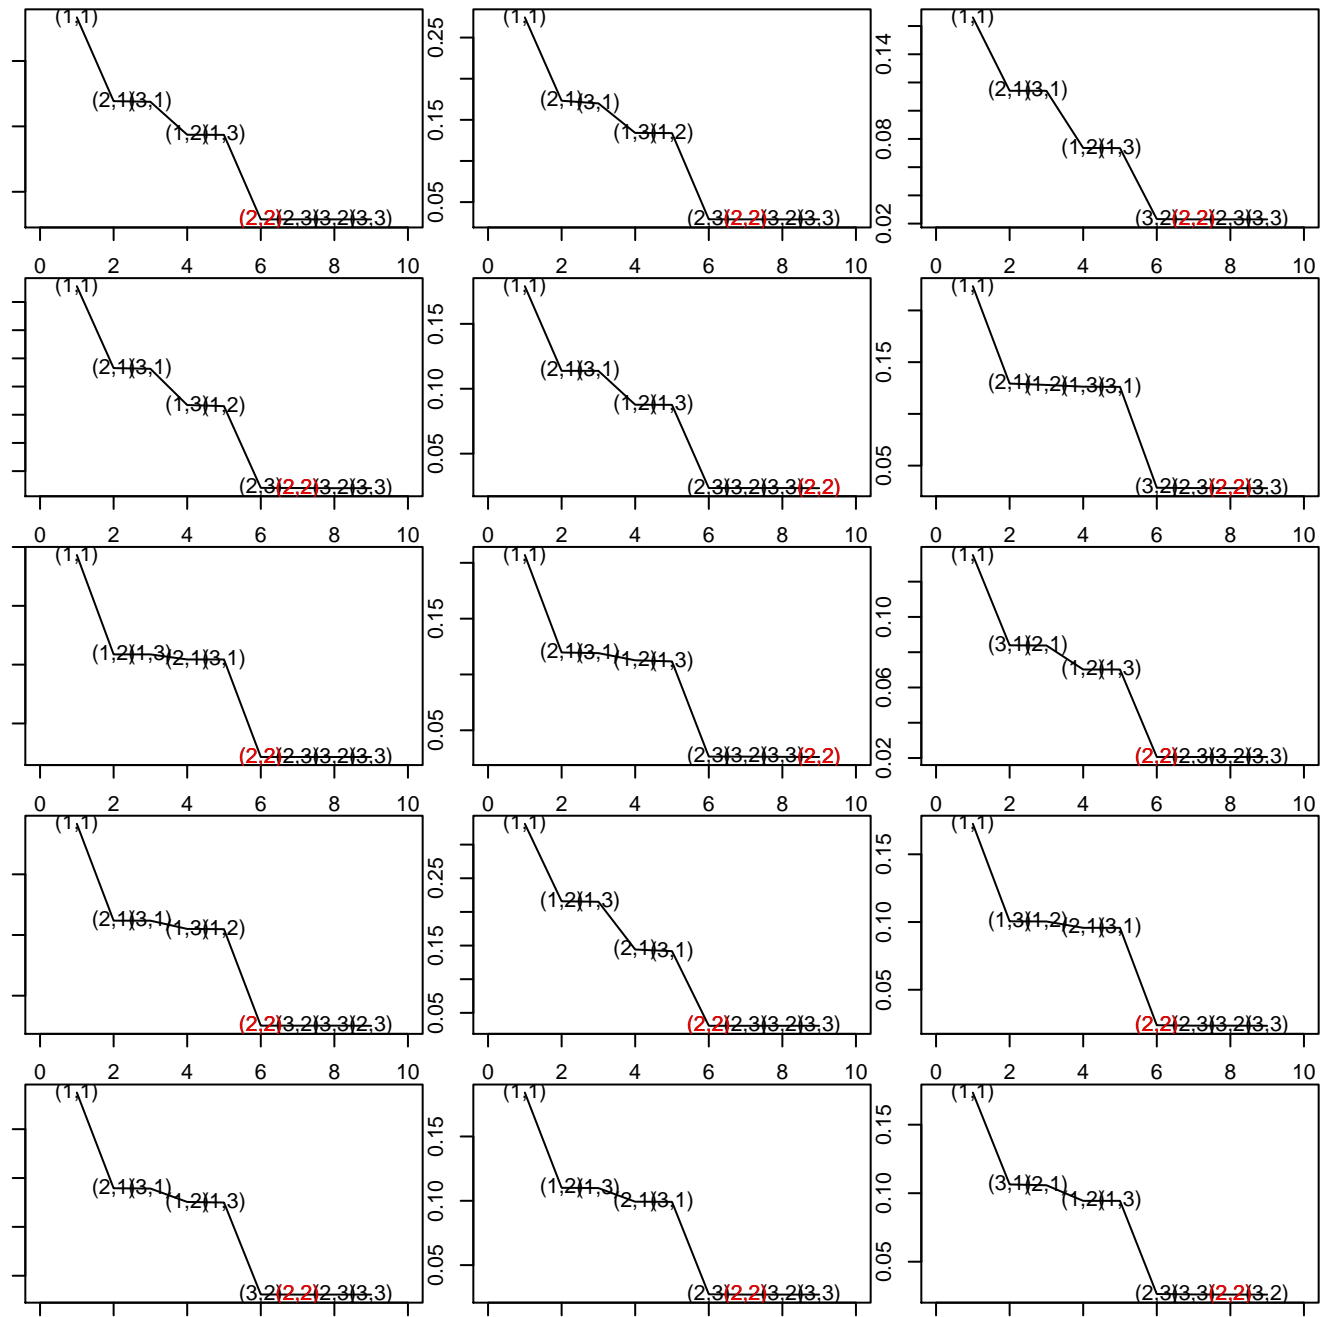 (1,1) (2,1) (3,1) (1,2) (1,3) (2,2) (2,3) (3,2) (3,3)
0.05 0.15 0.25
(1,1) (2,1) (3,1) (1,3) (1,2) (2,3) (2,2) (3,2) (3,3)
0.02 0.08 0.14
(1,1) (2,1) (3,1) (1,2) (1,3) (3,2) (2,2) (2,3) (3,3)
0 2 4 6 8 10 0 2 4 6 8 10 0 2 4 6 8 10
(1,1) (2,1) (3,1) (1,3) (1,2) (2,3) (2,2) (3,2) (3,3)
0.05 0.10 0.15
(1,1) (2,1) (3,1) (1,2) (1,3) (2,3) (3,2) (3,3) (2,2)
0.05 0.15
(1,1) (2,1) (1,2) (1,3) (3,1) (3,2) (2,3) (2,2) (3,3)
0 2 4 6 8 10 0 2 4 6 8 10 0 2 4 6 8 10
(1,1) (1,2) (1,3) (2,1) (3,1) (2,2) (2,3) (3,2) (3,3)
0.05 0.15
(1,1) (2,1) (3,1) (1,2) (1,3) (2,3) (3,2) (3,3) (2,2)
0.02 0.06 0.10
(1,1) (3,1) (2,1) (1,2) (1,3) (2,2) (2,3) (3,2) (3,3)
0 2 4 6 8 10 0 2 4 6 8 10 0 2 4 6 8 10
(1,1) (2,1) (3,1) (1,3) (1,2) (2,2) (3,2) (3,3) (2,3)
0.05 0.15 0.25
(1,1) (1,2) (1,3) (2,1) (3,1) (2,2) (2,3) (3,2) (3,3)
0.05 0.10 0.15
(1,1) (1,3) (1,2) (2,1) (3,1) (2,2) (2,3) (3,2) (3,3)
0 2 4 6 8 10 0 2 4 6 8 10 0 2 4 6 8 10
(1,1) (2,1) (3,1) (1,2) (1,3) (3,2) (2,2) (2,3) (3,3)
0.05 0.10 0.15
(1,1) (1,2) (1,3) (2,1) (3,1) (2,3) (2,2) (3,2) (3,3)
0.05 0.10 0.15
(1,1) (3,1) (2,1) (1,2) (1,3) (2,3) (3,3) (2,2) (3,2)